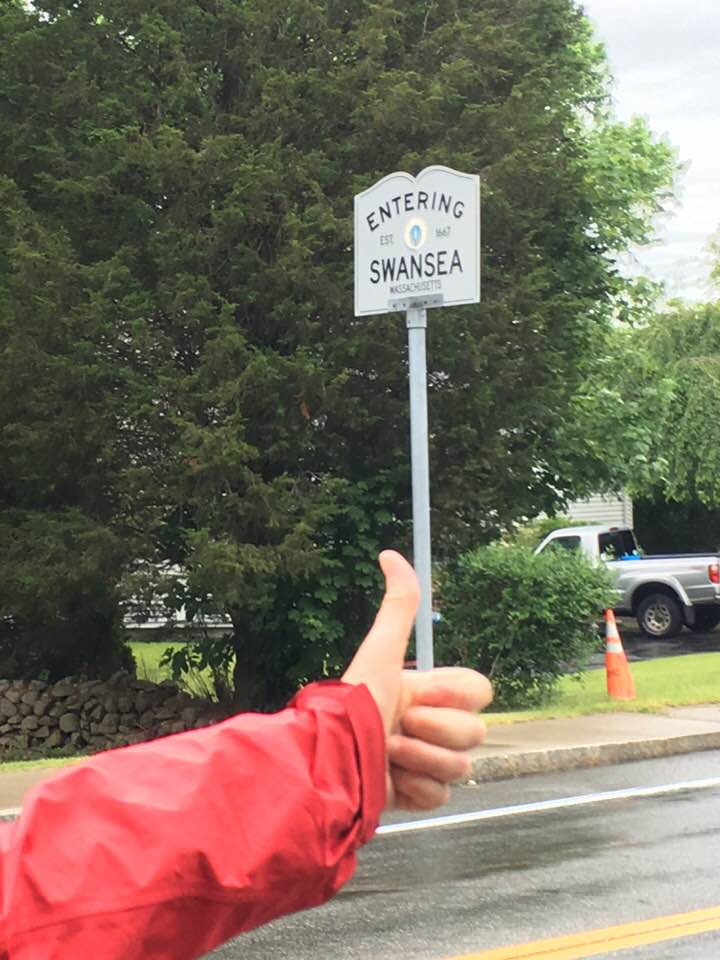 ENTERING
EST. 1667
SWANSEA
MASSACHUSETTS